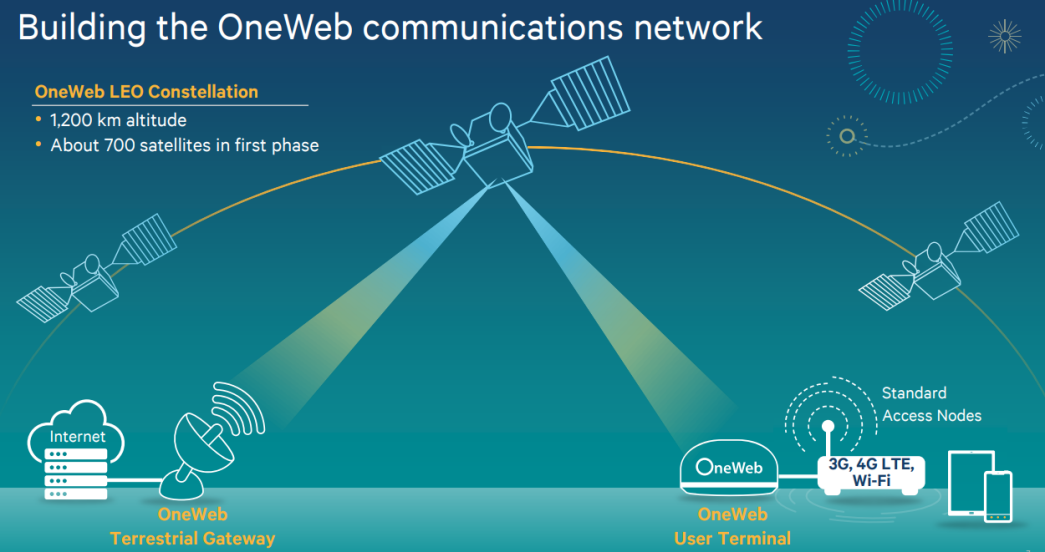 Building the OneWeb communications network
OneWeb LEO Constellation
• 1,200 km altitude
• About 700 satellites in first phase
Internet
OneWeb
Terrestrial Gateway
OneWeb
OneWeb
User Terminal
Standard
Access Nodes
3G, 4G LTE,
Wi-Fi